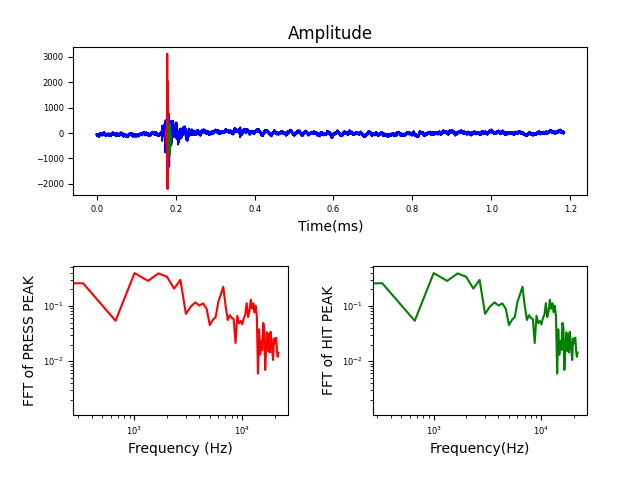 Amplitude
3000
2000
1000
0
−1000
−2000
0.0 0.2 0.4 0.6 0.8 1.0 1.2
Time(ms)
FFT of PRESS PEAK
10⁻¹
10⁻²
10³ 10⁴
Frequency (Hz)
FFT of HIT PEAK
10⁻¹
10⁻²
10³ 10⁴
Frequency(Hz)